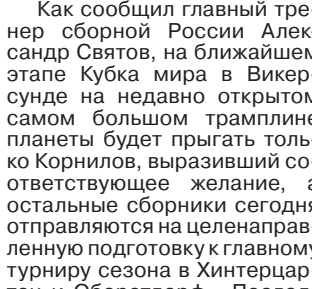 Как сообщил главный тре-
нер сборной России Алек-
сандр Святов, на ближайшем
этапе Кубка мира в Викер-
сунде на недавно открытом
самом большом трамплине
планеты будет прыгать толь-
ко Корнилов, выразивший со-
ответствующее желание, а
остальные сборники сегодня
отправляются на целенаправ-
ленную подготовку к главному
турниру сезона в Хинтерцар-